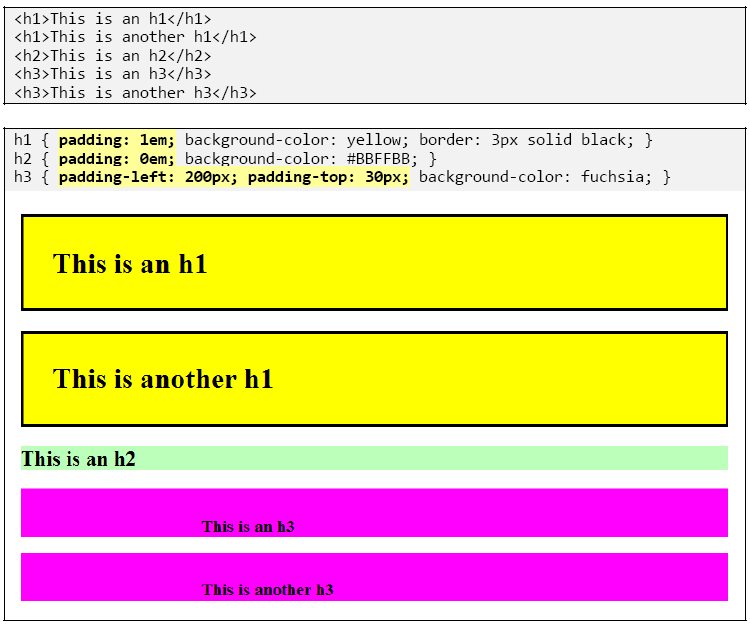 <h1>This is an h1</h1>
<h1>This is another h1</h1>
<h2>This is an h2</h2>
<h3>This is an h3</h3>
<h3>This is another h3</h3>
h1 { padding: 1em; background-color: yellow; border: 3px solid black; }
h2 { padding: 0em; background-color: #BBFFBB; }
h3 { padding-left: 200px; padding-top: 30px; background-color: fuchsia; }
This is an h1
This is another h1
This is an h2
This is an h3
This is another h3